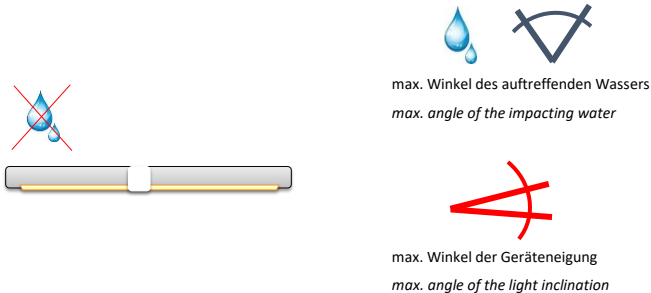 max. Winkel des auftreffenden Wassers
max. angle of the impacting water
max. Winkel der Geräteneigung
max. angle of the light inclination